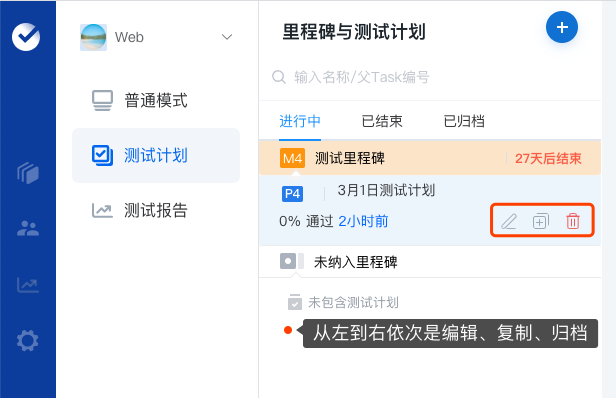 Web
普通模式
测试计划
测试报告
里程碑与测试计划
输入名称/父Task编号
进行中
已结束
已归档
M4 测试里程碑
27天后结束
P4 3月1日测试计划
0% 通过 2小时前
未纳入里程碑
未包含测试计划
从左到右依次是编辑、复制、归档